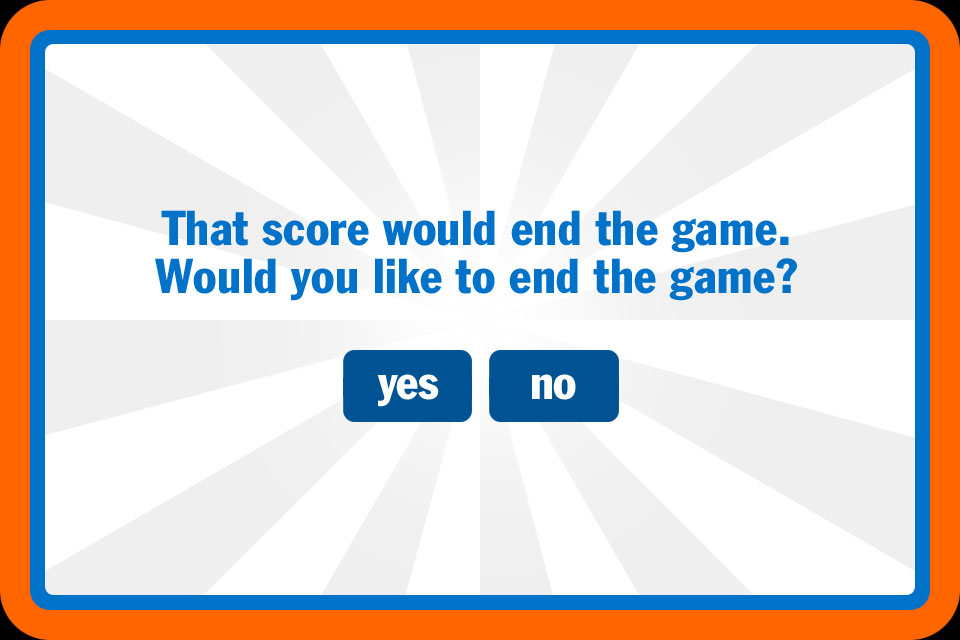 That score would end the game.
Would you like to end the game?
yes no